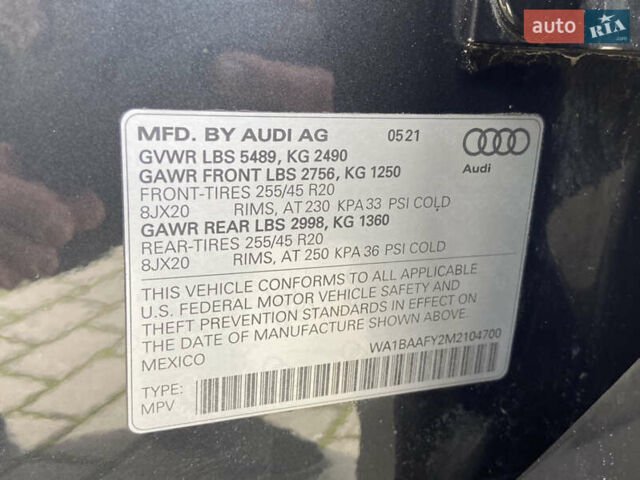 auto RIA
.com
MFD. BY AUDI AG 0521
GVWR LBS 5489, KG 2490
GAWR FRONT LBS 2756, KG 1250
FRONT-TIRES 255/45 R20
8JX20 RIMS, AT 230 KPA 33 PSI COLD
GAWR REAR LBS 2998, KG 1360
REAR-TIRES 255/45 R20
8JX20 RIMS, AT 250 KPA 36 PSI COLD
Audi
THIS VEHICLE CONFORMS TO ALL APPLICABLE
U.S. FEDERAL MOTOR VEHICLE SAFETY AND
THEFT PREVENTION STANDARDS IN EFFECT ON
THE DATE OF MANUFACTURE SHOWN ABOVE.
MEXICO
WA1BAAFY2M2104700
TYPE:
MPV